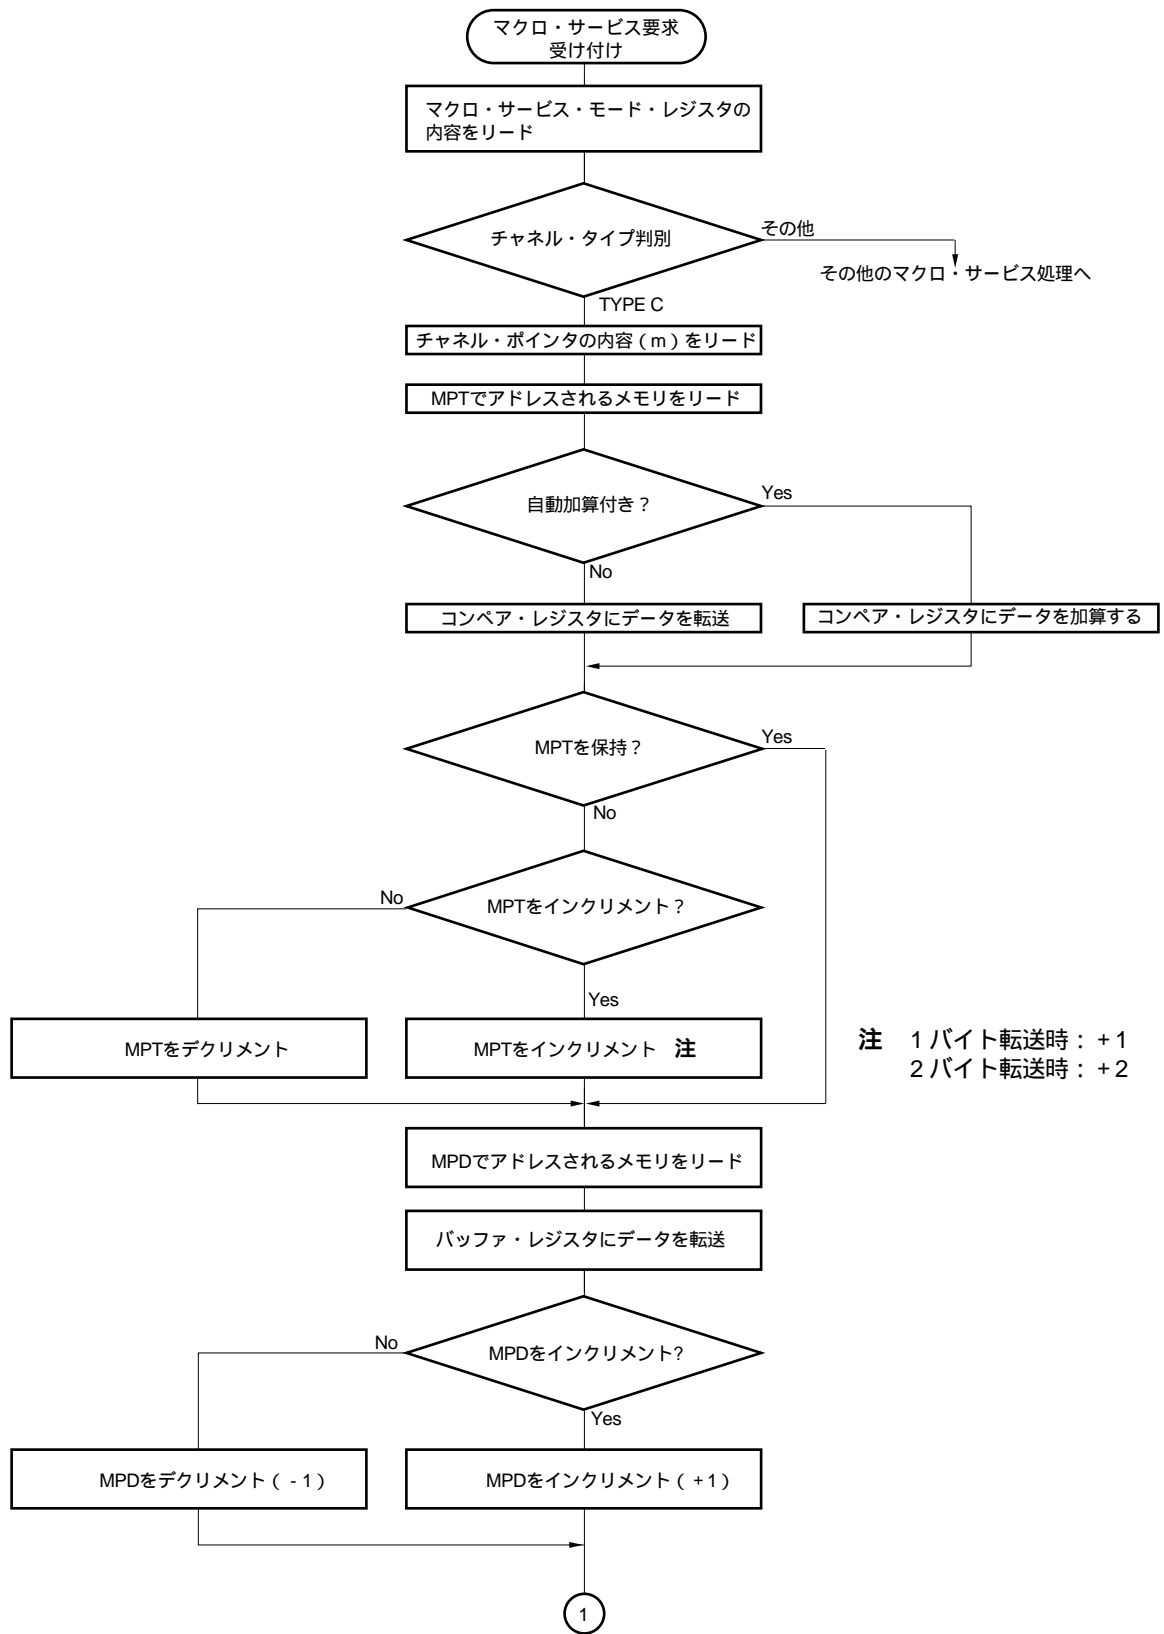 マクロ・サービス要求
受け付け
マクロ・サービス・モード・レジスタの
内容をリード
チャネル・タイプ判別
その他
その他のマクロ・サービス処理へ
TYPE C
チャネル・ポインタの内容(m)をリード
MPTでアドレスされるメモリをリード
自動加算付き?
Yes
No
コンペア・レジスタにデータを転送
コンペア・レジスタにデータを加算する
MPTを保持?
Yes
No
MPTをインクリメント?
No
Yes
MPTをデクリメント
MPTをインクリメント 注
注 1バイト転送時:+1
2バイト転送時:+2
MPDでアドレスされるメモリをリード
バッファ・レジスタにデータを転送
MPDをインクリメント?
No
Yes
MPDをデクリメント(-1)
MPDをインクリメント(+1)
1